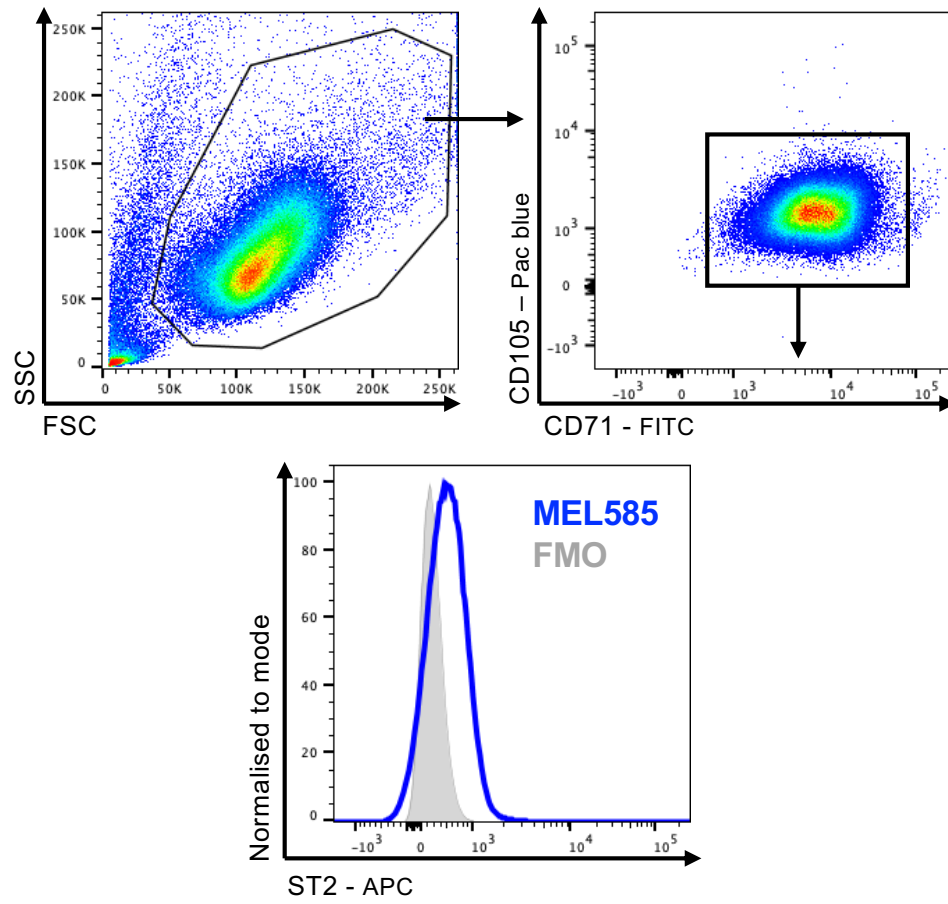 250K
200K
150K
100K
50K
0
0 50K 100K 150K 200K 250K
SSC
FSC
10^5
10^4
10^3
0
-10^3
-10^3 0 10^3 10^4 10^5
CD105 – Pac blue
CD71 - FITC
100
80
60
40
20
0
-10^3 0 10^3 10^4 10^5
MEL585
FMO
Normalised to mode
ST2 - APC